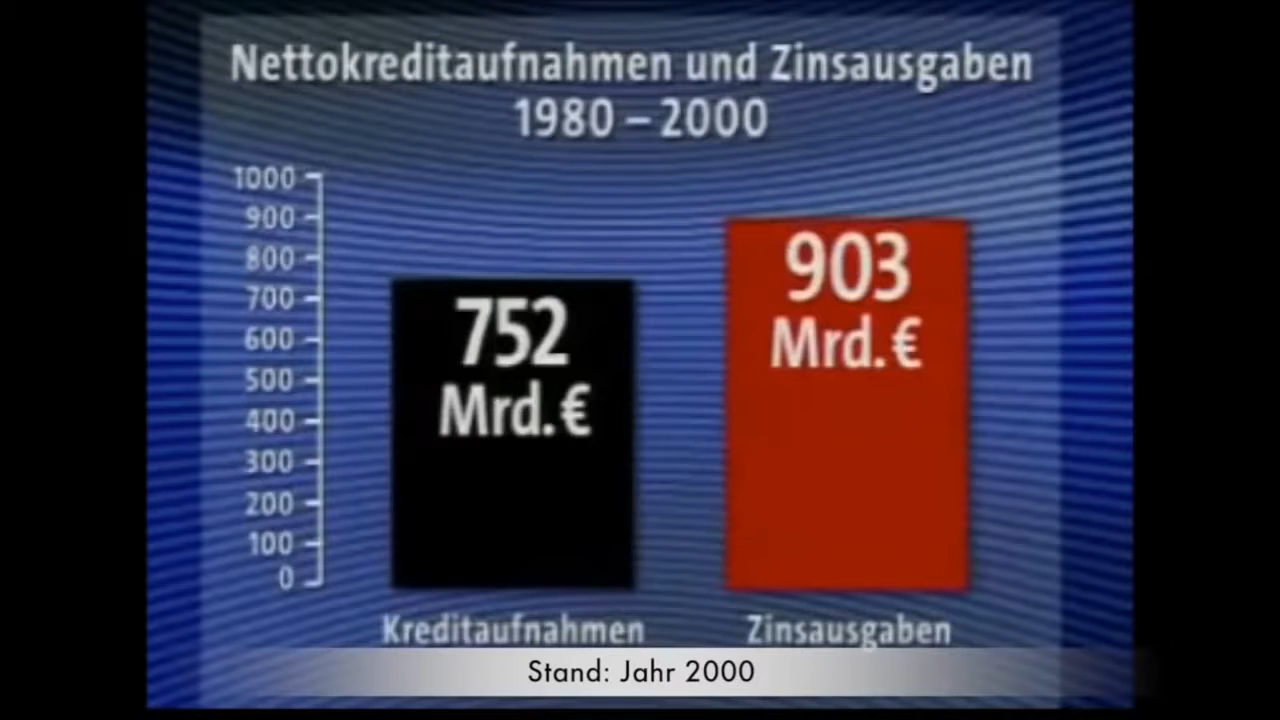 Nettokreditaufnahmen und Zinsausgaben
1980 – 2000
1000
900
800
700
600
500
400
300
200
100
0
752
Mrd. €
903
Mrd. €
Kreditaufnahmen
Zinsausgaben
Stand: Jahr 2000